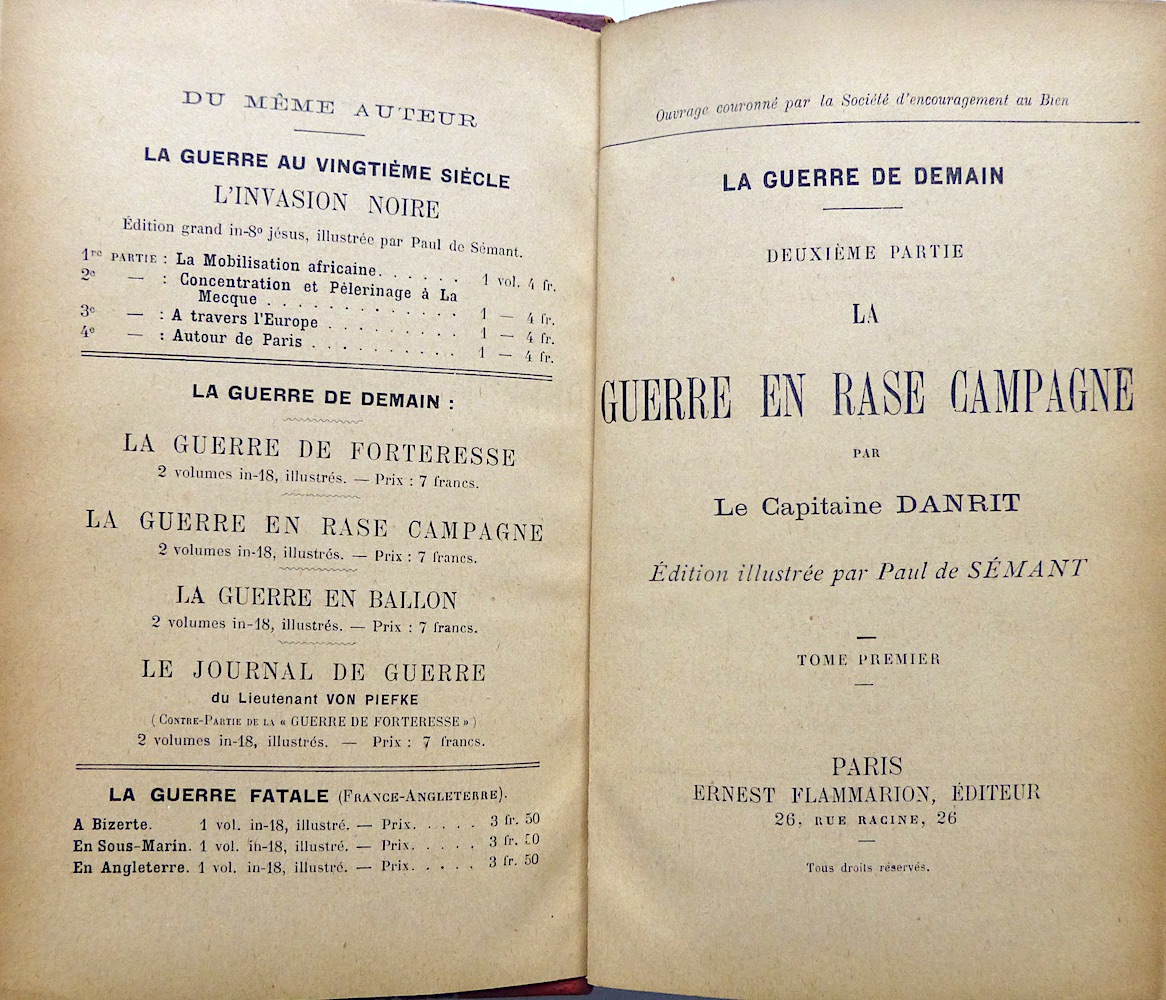 DU MÊME AUTEUR
LA GUERRE AU VINGTIÈME SIÈCLE
L'INVASION NOIRE
Édition grand in-8º jésus, illustrée par Paul de Sémant.
1re PARTIE : La Mobilisation africaine. . . . . . . 1 vol. 4 fr.
2e — : Concentration et Pèlerinage à La
Mecque . . . . . . . . . . . . 1 — 4 fr.
3e — : A travers l'Europe . . . . . . . . . 1 — 4 fr.
4e — : Autour de Paris . . . . . . . . . . 1 — 4 fr.
LA GUERRE DE DEMAIN :
LA GUERRE DE FORTERESSE
2 volumes in-18, illustrés. — Prix : 7 francs.
LA GUERRE EN RASE CAMPAGNE
2 volumes in-18, illustrés. — Prix : 7 francs.
LA GUERRE EN BALLON
2 volumes in-18, illustrés. — Prix : 7 francs.
LE JOURNAL DE GUERRE
du Lieutenant VON PIEFKE
(CONTRE-PARTIE DE LA « GUERRE DE FORTERESSE »)
2 volumes in-18, illustrés. — Prix : 7 francs.
LA GUERRE FATALE (FRANCE-ANGLETERRE).
A Bizerte. 1 vol. in-18, illustré. — Prix. . . . . . 3 fr. 50
En Sous-Marin. 1 vol. in-18, illustré. — Prix. . . . . . 3 fr. 50
En Angleterre. 1 vol. in-18, illustré. — Prix. . . . . . 3 fr. 50
Ouvrage couronné par la Société d'encouragement au Bien
LA GUERRE DE DEMAIN
DEUXIÈME PARTIE
LA
GUERRE EN RASE CAMPAGNE
PAR
Le Capitaine DANRIT
Édition illustrée par Paul de SÉMANT
TOME PREMIER
PARIS
ERNEST FLAMMARION, ÉDITEUR
26, RUE RACINE, 26
Tous droits réservés.